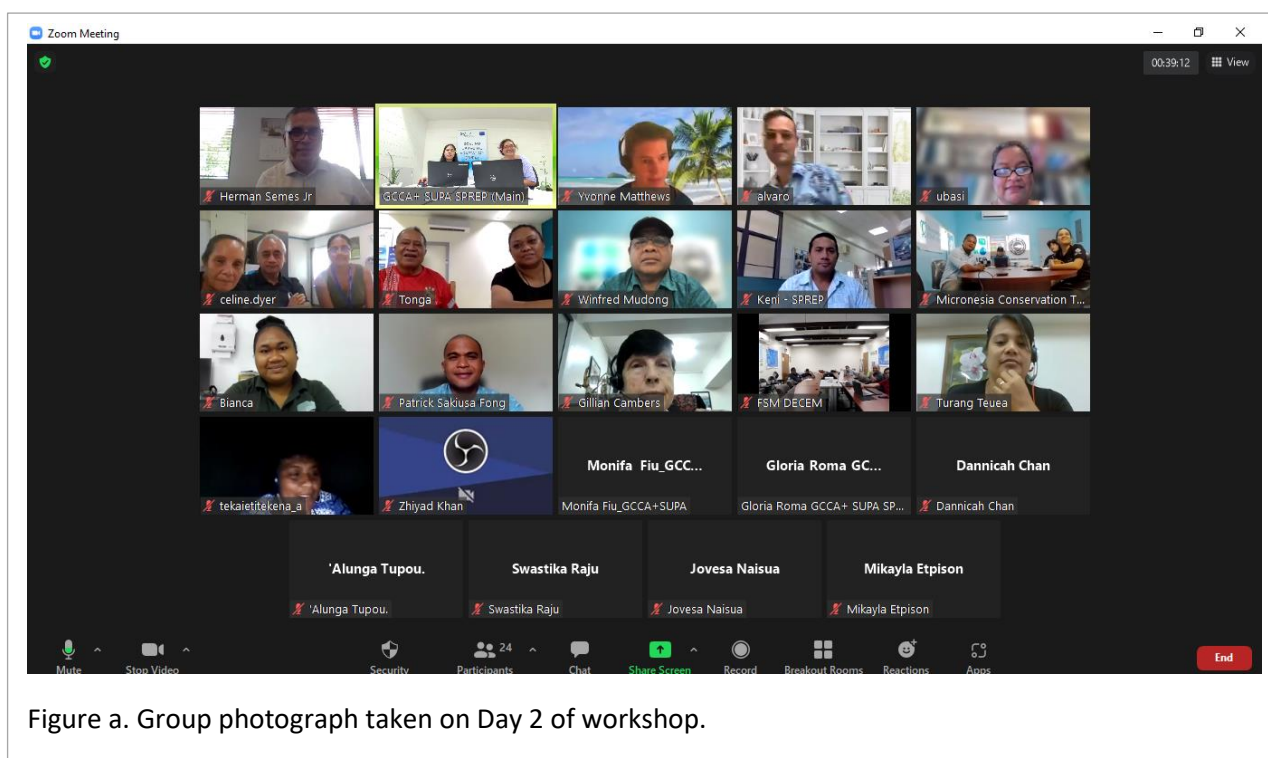 Zoom Meeting
00:39:12 View
Herman Semes Jr
GCCA+ SUPA SPREP (Main)
Yvonne Matthews
alvaro
ubasi
celine.dyer
Tonga
Winfred Mudong
Keni - SPREP
Micronesia Conservation T...
Bianca
Patrick Sakiusa Fong
Gillian Cambers
FSM DECEM
Turang Teuea
tekaietitekena_a
Zhiyad Khan
Monifa Fiu_GCC...
Monifa Fiu_GCCA+SUPA
Gloria Roma GC...
Gloria Roma GCCA+ SUPA SP...
Dannicah Chan
Dannicah Chan
'Alunga Tupou.
'Alunga Tupou.
Swastika Raju
Swastika Raju
Jovesa Naisua
Jovesa Naisua
Mikayla Etpison
Mikayla Etpison
Mute
Stop Video
Security
24
Participants
Chat
Share Screen
Record
Breakout Rooms
Reactions
Apps
End
Figure a. Group photograph taken on Day 2 of workshop.